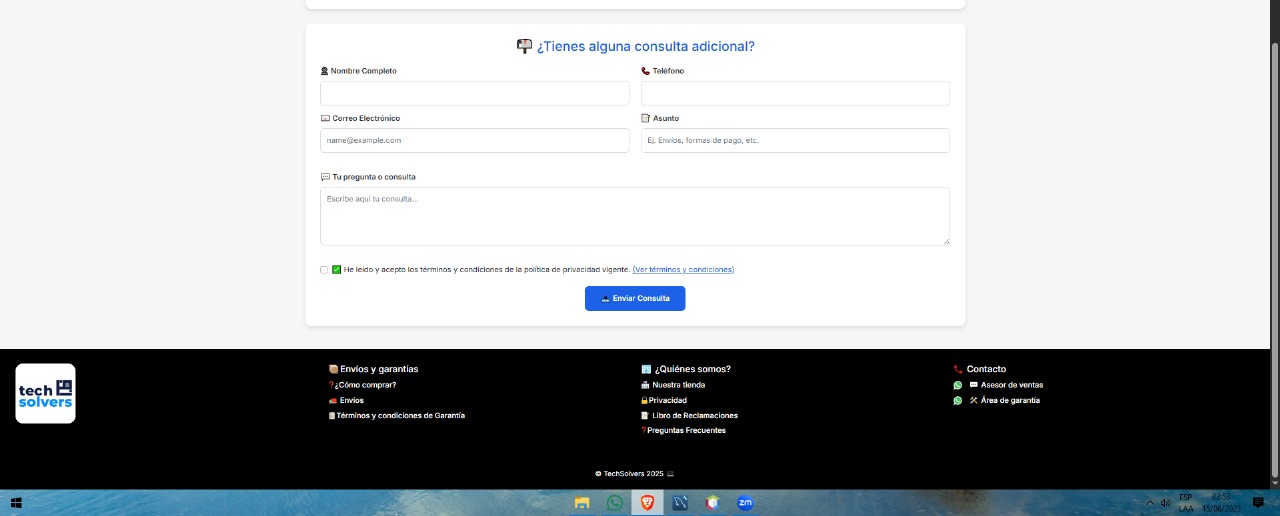 ¿Tienes alguna consulta adicional?
Nombre Completo
Teléfono
Correo Electrónico
Asunto
name@example.com
Ej. Envíos, formas de pago, etc.
Tu pregunta o consulta
Escribe aquí tu consulta...
He leído y acepto los términos y condiciones de la política de privacidad vigente. (Ver términos y condiciones)
Enviar Consulta
tech
solvers
Envíos y garantías
¿Cómo comprar?
Envíos
Términos y condiciones de Garantía
¿Quiénes somos?
Nuestra tienda
Privacidad
Libro de Reclamaciones
Preguntas Frecuentes
Contacto
Asesor de ventas
Área de garantía
TechSolvers 2025
zm
ESP
LAA
02:53
15/06/2025